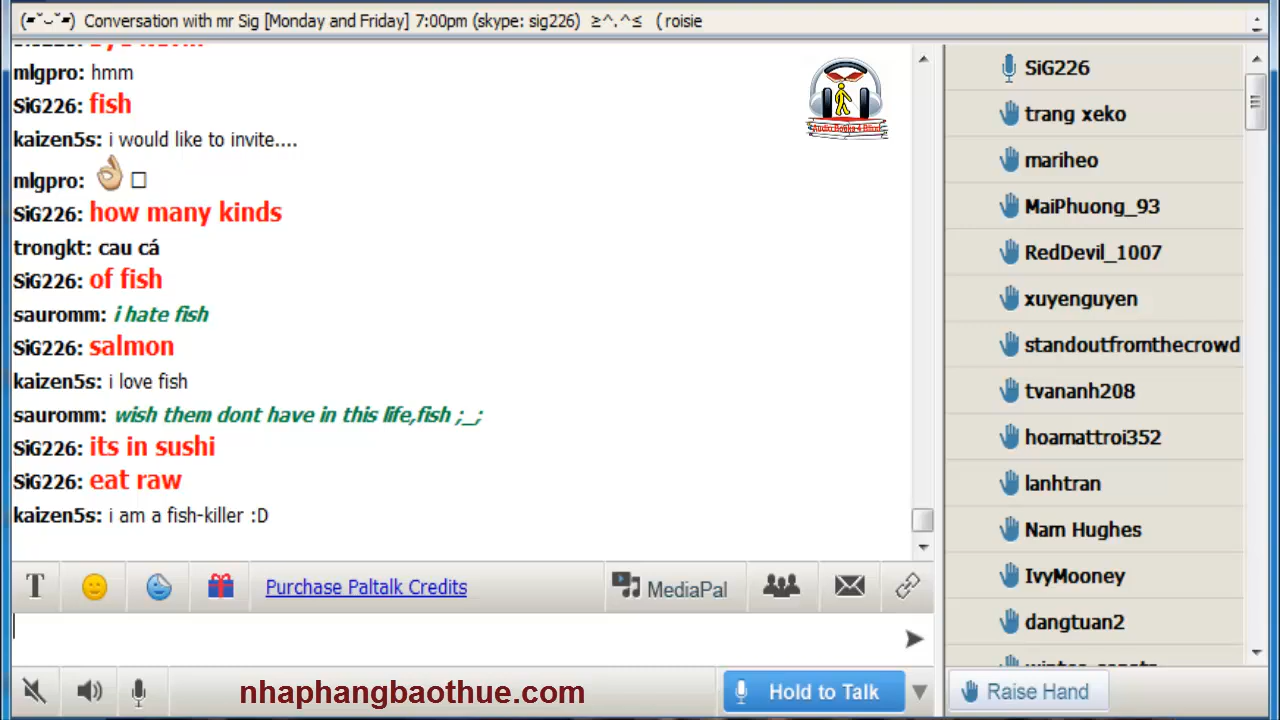 (▰˘◡˘▰) Conversation with mr Sig [Monday and Friday] 7:00pm (skype: sig226) ≥^.^≤ ( roisie
mlgpro: hmm
SiG226: fish
kaizen5s: i would like to invite....
mlgpro: 👌 □
SiG226: how many kinds
trongkt: cau cá
SiG226: of fish
sauromm: i hate fish
SiG226: salmon
kaizen5s: i love fish
sauromm: wish them dont have in this life,fish ;_;
SiG226: its in sushi
SiG226: eat raw
kaizen5s: i am a fish-killer :D
Audio Books 4 Blind
T
Purchase Paltalk Credits
MediaPal
nhaphangbaothue.com
Hold to Talk
SiG226
trang xeko
mariheo
MaiPhuong_93
RedDevil_1007
xuyenguyen
standoutfromthecrowd
tvananh208
hoamattroi352
lanhtran
Nam Hughes
IvyMooney
dangtuan2
Raise Hand